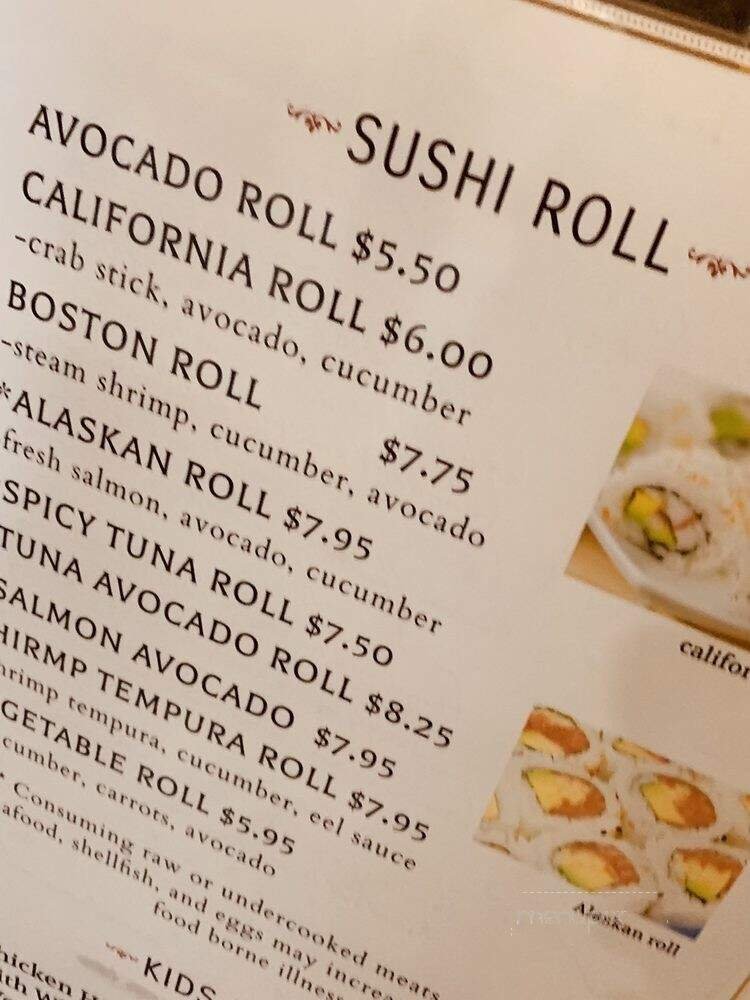 SUSHI ROLL
AVOCADO ROLL $5.50
CALIFORNIA ROLL $6.00
-crab stick, avocado, cucumber
BOSTON ROLL $7.75
-steam shrimp, cucumber, avocado
*ALASKAN ROLL $7.95
fresh salmon, avocado, cucumber
SPICY TUNA ROLL $7.50
TUNA AVOCADO ROLL $8.25
SALMON AVOCADO $7.95
HIRMP TEMPURA ROLL $7.95
hrimp tempura, cucumber, eel sauce
GETABLE ROLL $5.95
cumber, carrots, avocado
* Consuming raw or undercooked meats
afood, shellfish, and eggs may increa
food borne illnes
KIDS
hicken
ith
califor
Alaskan roll